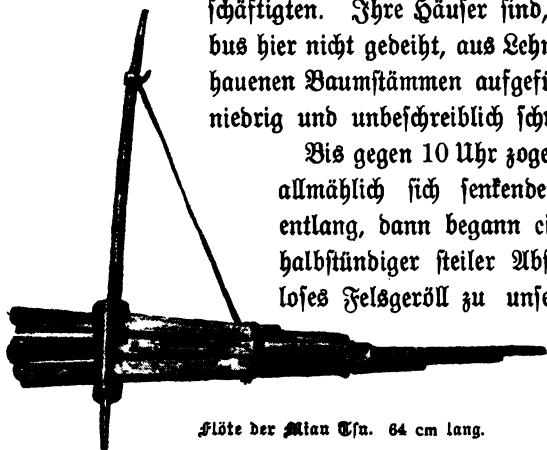 schäftigten. Ihre Häuser sind,
bus hier nicht gedeiht, aus Lehm
hauenen Baumstämmen aufgefü
niedrig und unbeschreiblich schm
Bis gegen 10 Uhr zoge
allmählich sich senkende
entlang, dann begann ei
halbstündiger steiler Abs
loses Felsgeröll zu unse
Flöte der Miau Tsu. 64 cm lang.